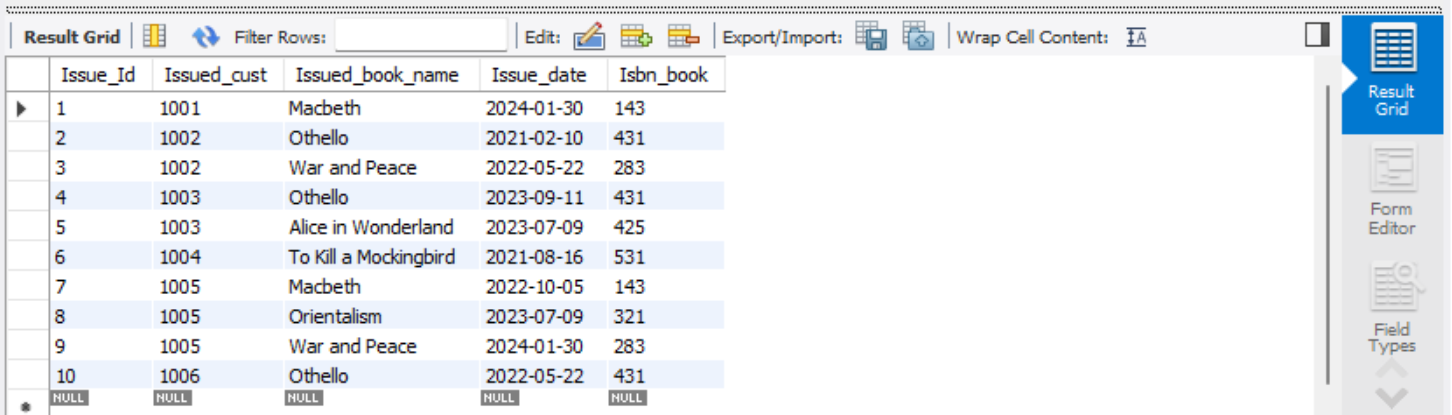 Result Grid Filter Rows: Edit: Export/Import: Wrap Cell Content: IA
Issue_Id Issued_cust Issued_book_name Issue_date Isbn_book
1 1001 Macbeth 2024-01-30 143
2 1002 Othello 2021-02-10 431
3 1002 War and Peace 2022-05-22 283
4 1003 Othello 2023-09-11 431
5 1003 Alice in Wonderland 2023-07-09 425
6 1004 To Kill a Mockingbird 2021-08-16 531
7 1005 Macbeth 2022-10-05 143
8 1005 Orientalism 2023-07-09 321
9 1005 War and Peace 2024-01-30 283
10 1006 Othello 2022-05-22 431
NULL NULL NULL NULL NULL
Result
Grid
Form
Editor
Field
Types